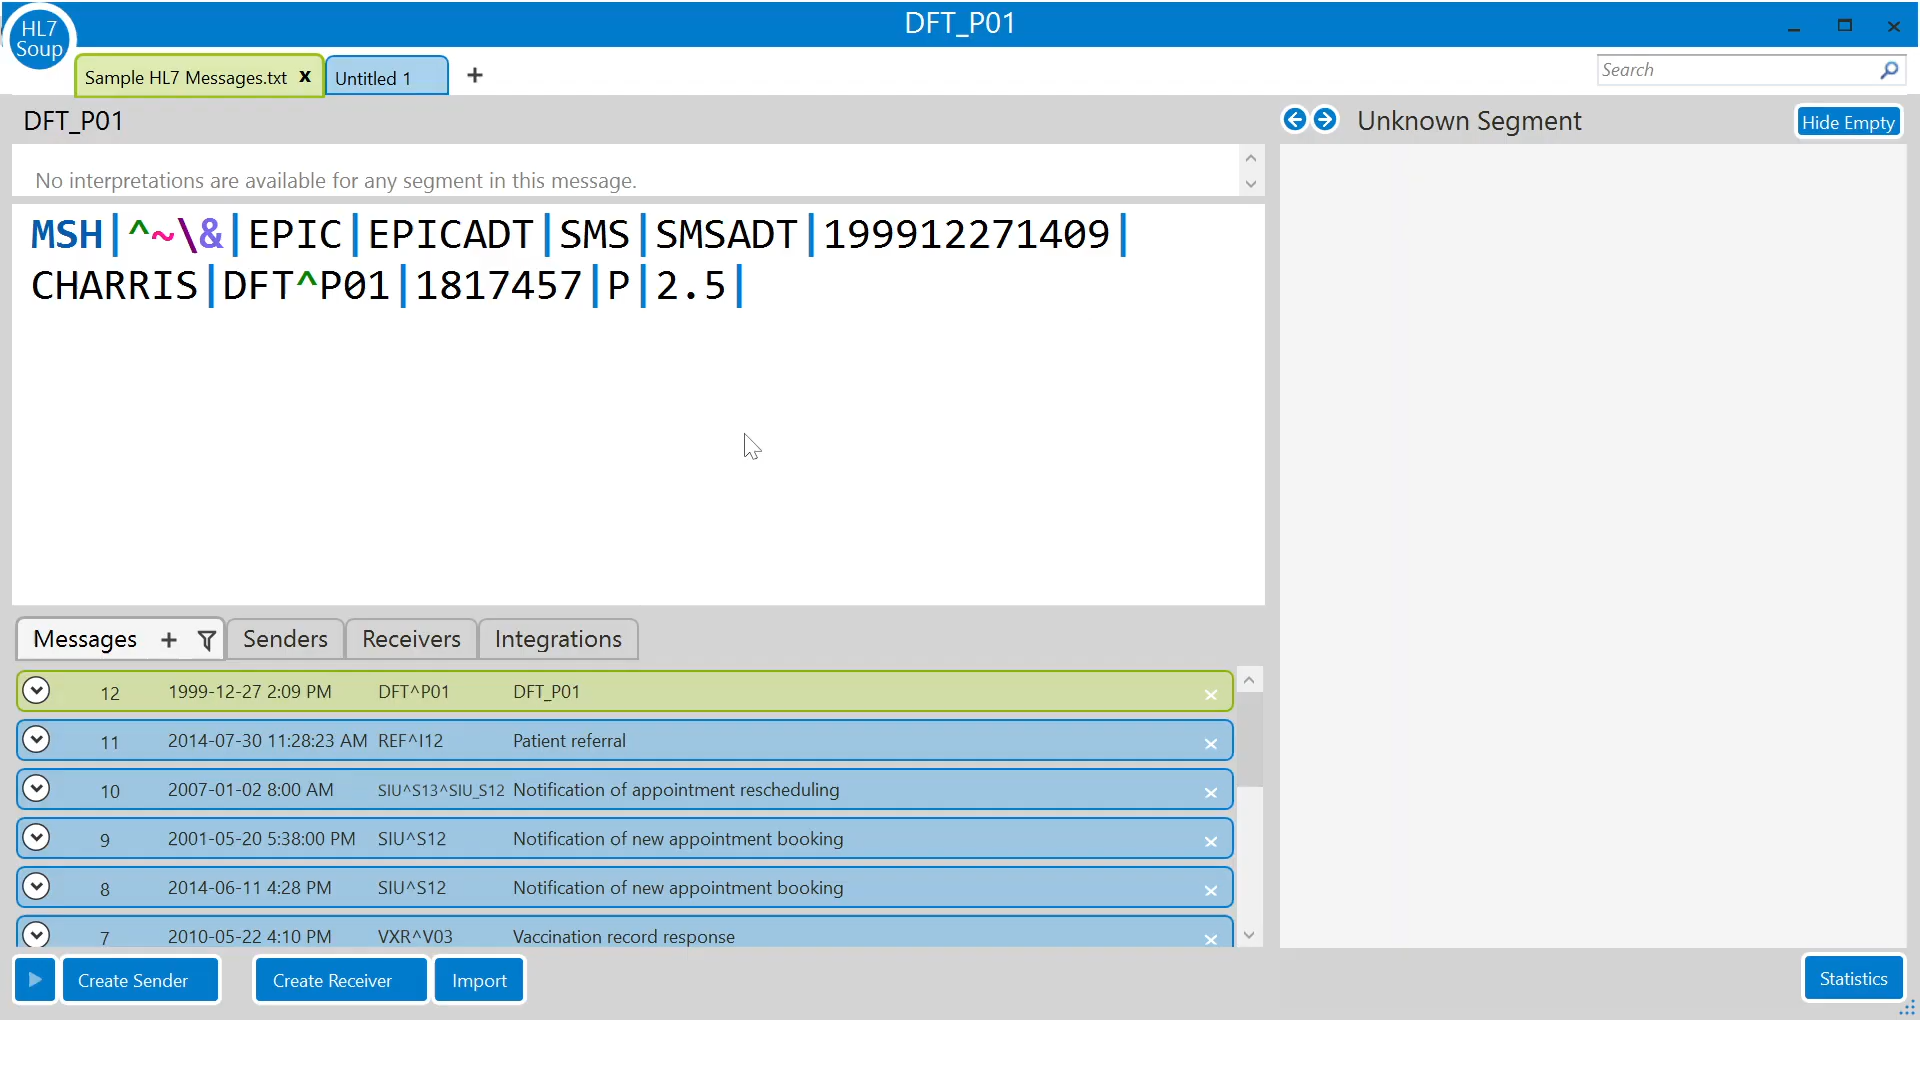 HL7
Soup
DFT_P01
Sample HL7 Messages.txt x
Untitled 1
+
Search
DFT_P01
Unknown Segment
Hide Empty
No interpretations are available for any segment in this message.
MSH|^~\&|EPIC|EPICADT|SMS|SMSADT|199912271409|
CHARRIS|DFT^P01|1817457|P|2.5|
Messages +
Senders
Receivers
Integrations
12 1999-12-27 2:09 PM DFT^P01 DFT_P01
11 2014-07-30 11:28:23 AM REF^I12 Patient referral
10 2007-01-02 8:00 AM SIU^S13^SIU_S12 Notification of appointment rescheduling
9 2001-05-20 5:38:00 PM SIU^S12 Notification of new appointment booking
8 2014-06-11 4:28 PM SIU^S12 Notification of new appointment booking
7 2010-05-22 4:10 PM VXR^V03 Vaccination record response
Create Sender
Create Receiver
Import
Statistics